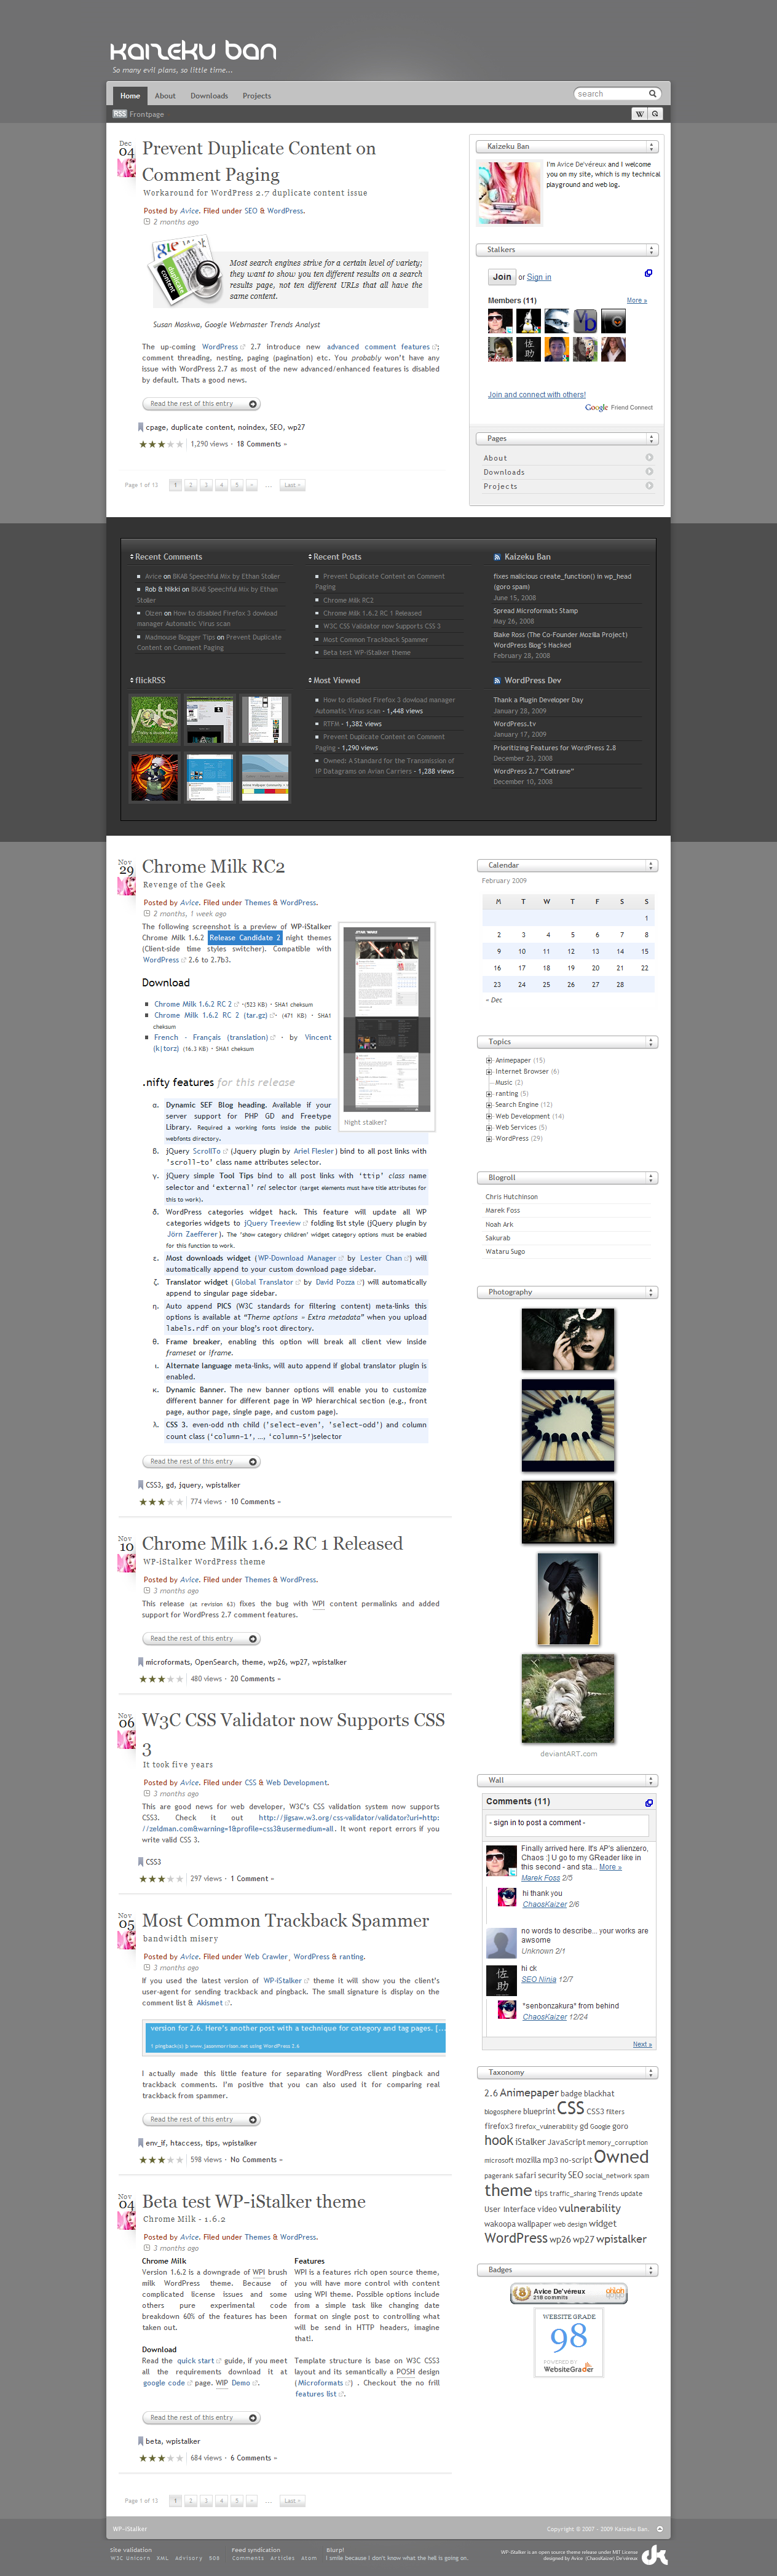 Kaizeku Ban
So many evil plans, so little time...
Home About Downloads Projects
search
RSS Frontpage
Dec
04
Prevent Duplicate Content on
Comment Paging
Workaround for WordPress 2.7 duplicate content issue
Posted by Avice. Filed under SEO & WordPress.
2 months ago
Most search engines strive for a certain level of variety;
they want to show you ten different results on a search
results page, not ten different URLs that all have the
same content.
Susan Moskwa, Google Webmaster Trends Analyst
The up-coming WordPress 2.7 introduce new advanced comment features;
comment threading, nesting, paging (pagination) etc. You probably won't have any
issue with WordPress 2.7 as most of the new advanced/enhanced features is disabled
by default. Thats a good news.
Read the rest of this entry
cpage, duplicate content, noindex, SEO, wp27
1,290 views - 18 Comments »
Page 1 of 13 1 2 3 4 5 » ... Last »
Kaizeku Ban
I'm Avice De'véreux and I welcome
you on my site, which is my technical
playground and web log.
Stalkers
Join or Sign in
Members (11) More »
Join and connect with others!
Google Friend Connect
Pages
About
Downloads
Projects
Recent Comments
Avice on BKAB Speechful Mix by Ethan Stoller
Rob & Nikki on BKAB Speechful Mix by Ethan
Stoller
Olzen on How to disabled Firefox 3 dowload
manager Automatic Virus scan
Madmouse Blogger Tips on Prevent Duplicate
Content on Comment Paging
Recent Posts
Prevent Duplicate Content on Comment
Paging
Chrome Milk RC2
Chrome Milk 1.6.2 RC 1 Released
W3C CSS Validator now Supports CSS 3
Most Common Trackback Spammer
Beta test WP-iStalker theme
Kaizeku Ban
fixes malicious create_function() in wp_head
(goro spam)
June 15, 2008
Spread Microformats Stamp
May 26, 2008
Blake Ross (The Co-Founder Mozilla Project)
WordPress Blog's Hacked
February 28, 2008
flickRSS
Most Viewed
How to disabled Firefox 3 dowload manager
Automatic Virus scan - 1,448 views
RTFM - 1,382 views
Prevent Duplicate Content on Comment
Paging - 1,290 views
Owned: A Standard for the Transmission of
IP Datagrams on Avian Carriers - 1,288 views
WordPress Dev
Thank a Plugin Developer Day
January 28, 2009
WordPress.tv
January 17, 2009
Prioritizing Features for WordPress 2.8
December 23, 2008
WordPress 2.7 "Coltrane"
December 10, 2008
Nov
29
Chrome Milk RC2
Revenge of the Geek
Posted by Avice. Filed under Themes & WordPress.
2 months, 1 week ago
The following screenshot is a preview of WP-iStalker
Chrome Milk 1.6.2 Release Candidate 2 night themes
(Client-side time styles switcher). Compatible with
WordPress 2.6 to 2.7b3.
Night stalker?
Download
Chrome Milk 1.6.2 RC 2 -(523 KB) - SHA1 cheksum
Chrome Milk 1.6.2 RC 2 (tar.gz) - (471 KB) - SHA1
cheksum
French - Français (translation) - by Vincent
(k|torz) (16.3 KB) - SHA1 cheksum
.nifty features for this release
α. Dynamic SEF Blog heading. Available if your
server support for PHP GD and Freetype
Library. Required a working fonts inside the public
webfonts directory.
β. jQuery ScrollTo (Jquery plugin by Ariel Flesler) bind to all post links with
'scroll-to' class name attributes selector.
γ. jQuery simple Tool Tips bind to all post links with 'ttip' class name
selector and 'external' rel selector (target elements must have title attributes for
this to work).
δ. WordPress categories widget hack. This feature will update all WP
categories widgets to jQuery Treeview folding list style (jQuery plugin by
Jörn Zaefferer). The 'show category children' widget category options must be enabled
for this function to work.
ε. Most downloads widget (WP-Download Manager by Lester Chan) will
automatically append to your custom download page sidebar.
ζ. Translator widget (Global Translator by David Pozza) will automatically
append to singular page sidebar.
η. Auto append PICS (W3C standards for filtering content) meta-links this
options is available at "Theme options » Extra metadata" when you upload
labels.rdf on your blog's root directory.
θ. Frame breaker, enabling this option will break all client view inside
frameset or iframe.
ι. Alternate language meta-links, will auto append if global translator plugin is
enabled.
κ. Dynamic Banner. The new banner options will enable you to customize
different banner for different page in WP hierarchical section (e.g., front
page, author page, single page, and custom page).
λ. CSS 3. even-odd nth child ('select-even', 'select-odd') and column
count class ('column-1', …, 'column-5')selector
Read the rest of this entry
CSS3, gd, jquery, wpistalker
774 views - 10 Comments »
Nov
10
Chrome Milk 1.6.2 RC 1 Released
WP-iStalker WordPress theme
Posted by Avice. Filed under Themes & WordPress.
3 months ago
This release (at revision 63) fixes the bug with WPI content permalinks and added
support for WordPress 2.7 comment features.
Read the rest of this entry
microformats, OpenSearch, theme, wp26, wp27, wpistalker
480 views - 20 Comments »
Nov
06
W3C CSS Validator now Supports CSS
3
It took five years
Posted by Avice. Filed under CSS & Web Development.
3 months ago
This are good news for web developer, W3C's CSS validation system now supports
CSS3. Check it out http://jigsaw.w3.org/css-validator/validator?url=http:
//zeldman.com&warning=1&profile=css3&usermedium=all. It wont report errors if you
write valid CSS 3.
CSS3
297 views - 1 Comment »
Nov
05
Most Common Trackback Spammer
bandwidth misery
Posted by Avice. Filed under Web Crawler, WordPress & ranting.
3 months ago
If you used the latest version of WP-iStalker theme it will show you the client's
user-agent for sending trackback and pingback. The small signature is display on the
comment list & Akismet.
version for 2.6. Here's another post with a technique for category and tag pages. [...
1 pingback(s) www.jasonmorrison.net using WordPress 2.6
I actually made this little feature for separating WordPress client pingback and
trackback comments. I'm positive that you can also used it for comparing real
trackback from spammer.
Read the rest of this entry
env_if, htaccess, tips, wpistalker
598 views - No Comments »
Nov
04
Beta test WP-iStalker theme
Chrome Milk - 1.6.2
Posted by Avice. Filed under Themes & WordPress.
3 months ago
Chrome Milk
Version 1.6.2 is a downgrade of WPI brush
milk WordPress theme. Because of
complicated license issues and some
others pure experimental code
breakdown 60% of the features has been
taken out.
Download
Read the quick start guide, if you meet
all the requirements download it at
google code page. WIP Demo.
Features
WPI is a features rich open source theme,
you will have more control with content
using WPI theme. Possible options include
from a simple task like changing date
format on single post to controlling what
will be send in HTTP headers, imagine
that!.
Template structure is base on W3C CSS3
layout and its semantically a POSH design
(Microformats) . Checkout the no frill
features list.
Read the rest of this entry
beta, wpistalker
684 views - 6 Comments »
Page 1 of 13 1 2 3 4 5 » ... Last »
Calendar
February 2009
M T W T F S S
1
2 3 4 5 6 7 8
9 10 11 12 13 14 15
16 17 18 19 20 21 22
23 24 25 26 27 28
« Dec
Topics
Animepaper (15)
Internet Browser (6)
Music (2)
ranting (5)
Search Engine (12)
Web Development (14)
Web Services (5)
WordPress (29)
Blogroll
Chris Hutchinson
Marek Foss
Noah Ark
Sakurab
Wataru Sugo
Photography
deviantART.com
Wall
Comments (11)
- sign in to post a comment -
Finally arrived here. It's AP's alienzero,
Chaos :] U go to my GReader like in
this second - and sta... More »
Marek Foss 2/5
hi thank you
ChaosKaizer 2/6
no words to describe... your works are
awsome
Unknown 2/1
hi ck
SEO Ninja 12/7
"senbonzakura" from behind
ChaosKaizer 12/24
Next »
Taxonomy
2.6 Animepaper badge blackhat
blogosphere blueprint CSS CSS3 filters
firefox3 firefox_vulnerability gd Google goro
hook iStalker JavaScript memory_corruption
microsoft mozilla mp3 no-script Owned
pagerank safari security SEO social_network spam
theme tips traffic_sharing Trends update
User Interface video vulnerability
wakoopa wallpaper web design widget
WordPress wp26 wp27 wpistalker
Badges
8 Avice De'véreux
218 commits
WEBSITE GRADE
98
POWERED BY
WebsiteGrader
WP-iStalker
Copyright © 2007 - 2009 Kaizeku Ban.
Site validation
W3C Unicorn XML Advisory 508
Feed syndication
Comments Articles Atom
Blurp!
I smile because I don't know what the hell is going on.
WP-iStalker is an open source theme release under MIT License
designed by Avice (ChaosKaizer) De'véreux